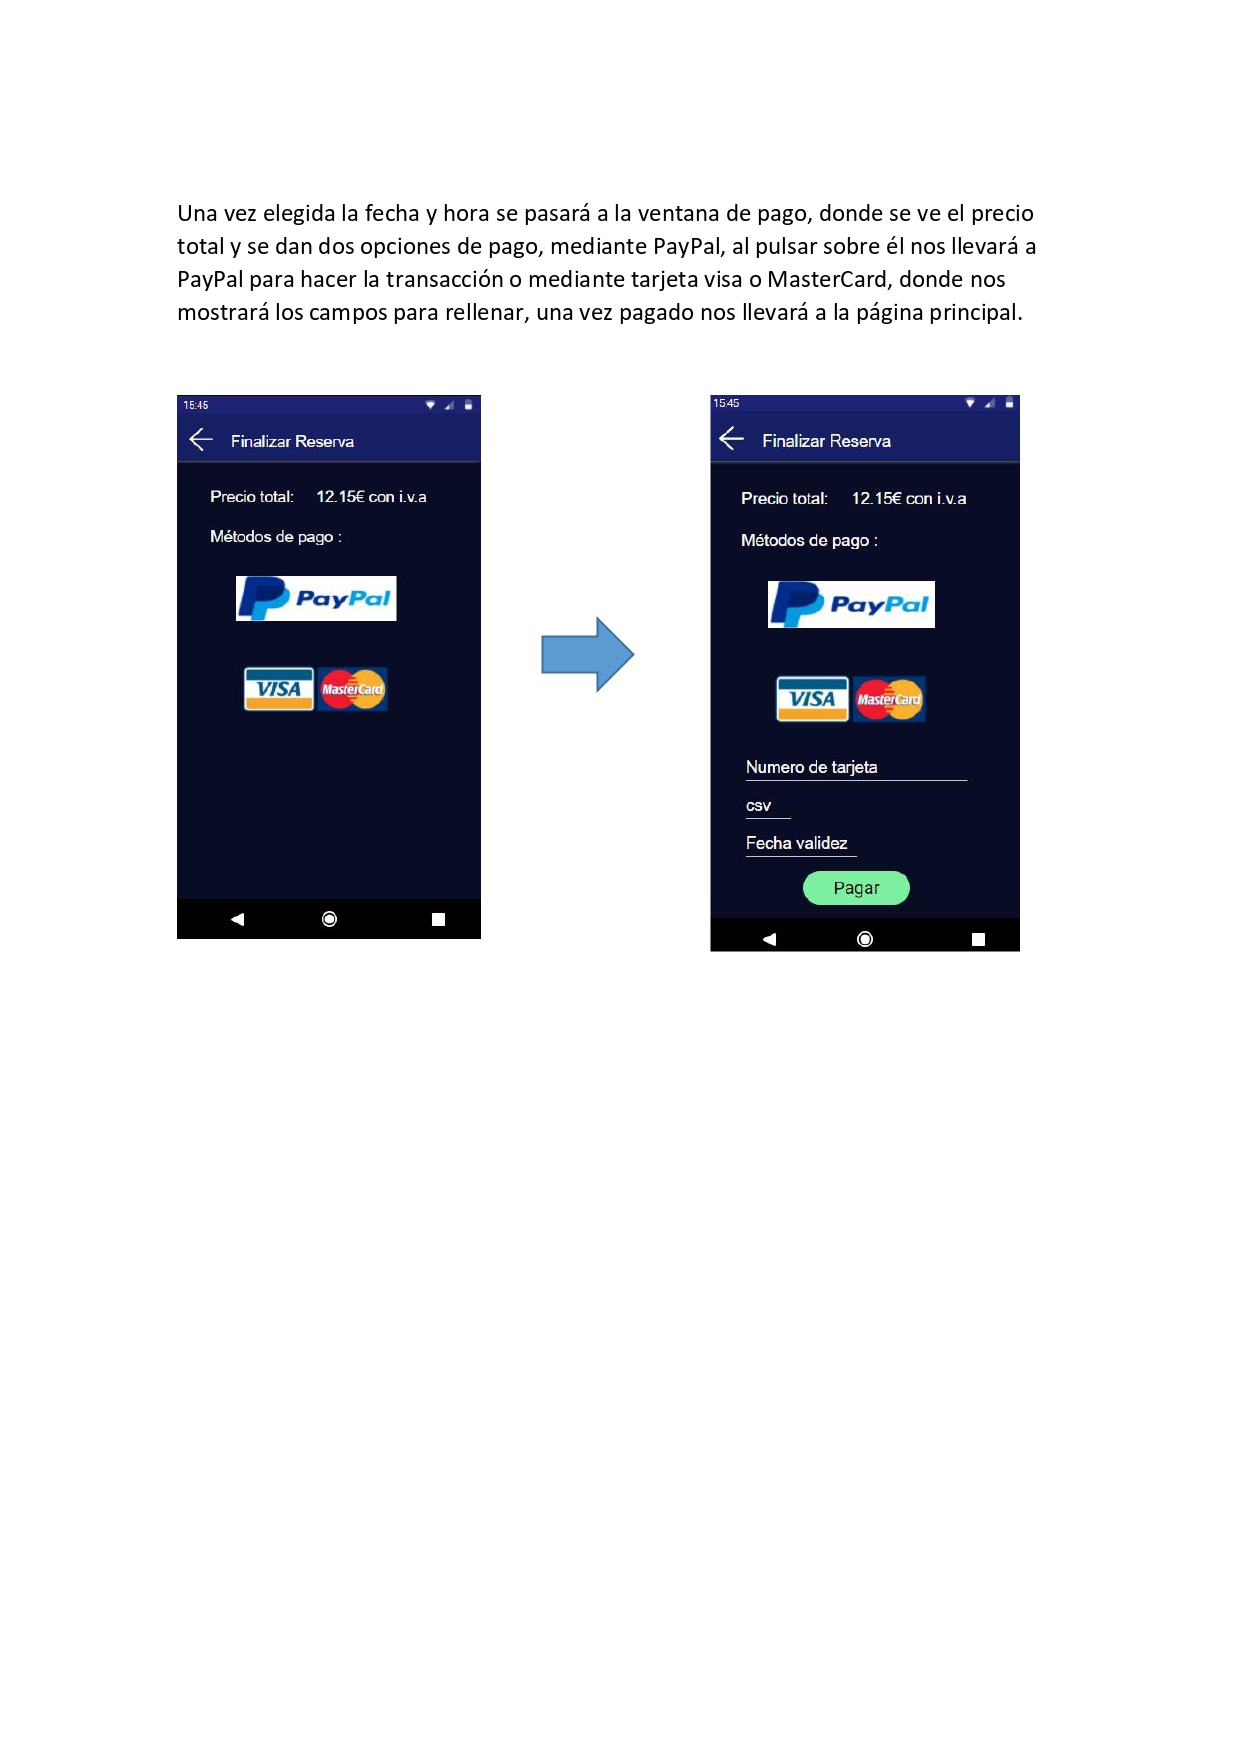 Una vez elegida la fecha y hora se pasará a la ventana de pago, donde se ve el precio
total y se dan dos opciones de pago, mediante PayPal, al pulsar sobre él nos llevará a
PayPal para hacer la transacción o mediante tarjeta visa o MasterCard, donde nos
mostrará los campos para rellenar, una vez pagado nos llevará a la página principal.
15:45
Finalizar Reserva
Precio total: 12.15€ con i.v.a
Métodos de pago :
PayPal
VISA MasterCard
15:45
Finalizar Reserva
Precio total: 12.15€ con i.v.a
Métodos de pago :
PayPal
VISA MasterCard
Numero de tarjeta
csv
Fecha validez
Pagar